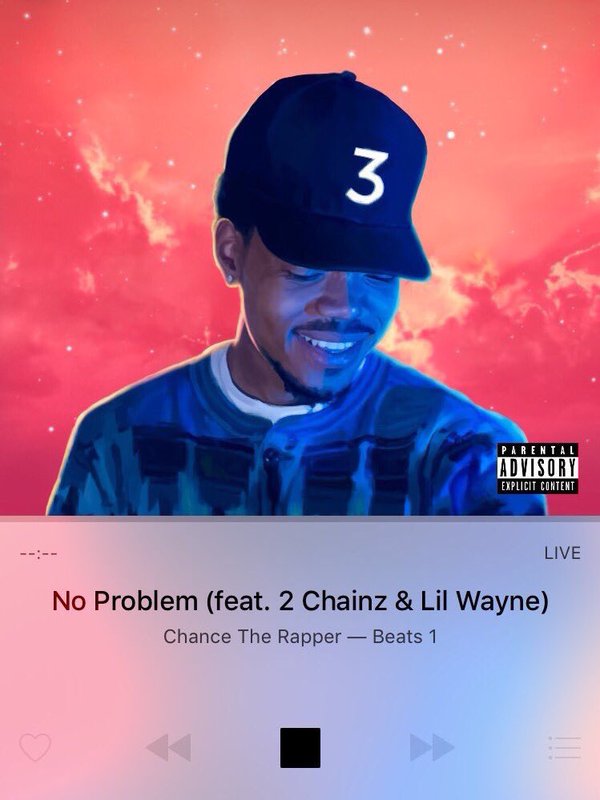 3
PARENTAL
ADVISORY
EXPLICIT CONTENT
--:--
LIVE
No Problem (feat. 2 Chainz & Lil Wayne)
Chance The Rapper — Beats 1